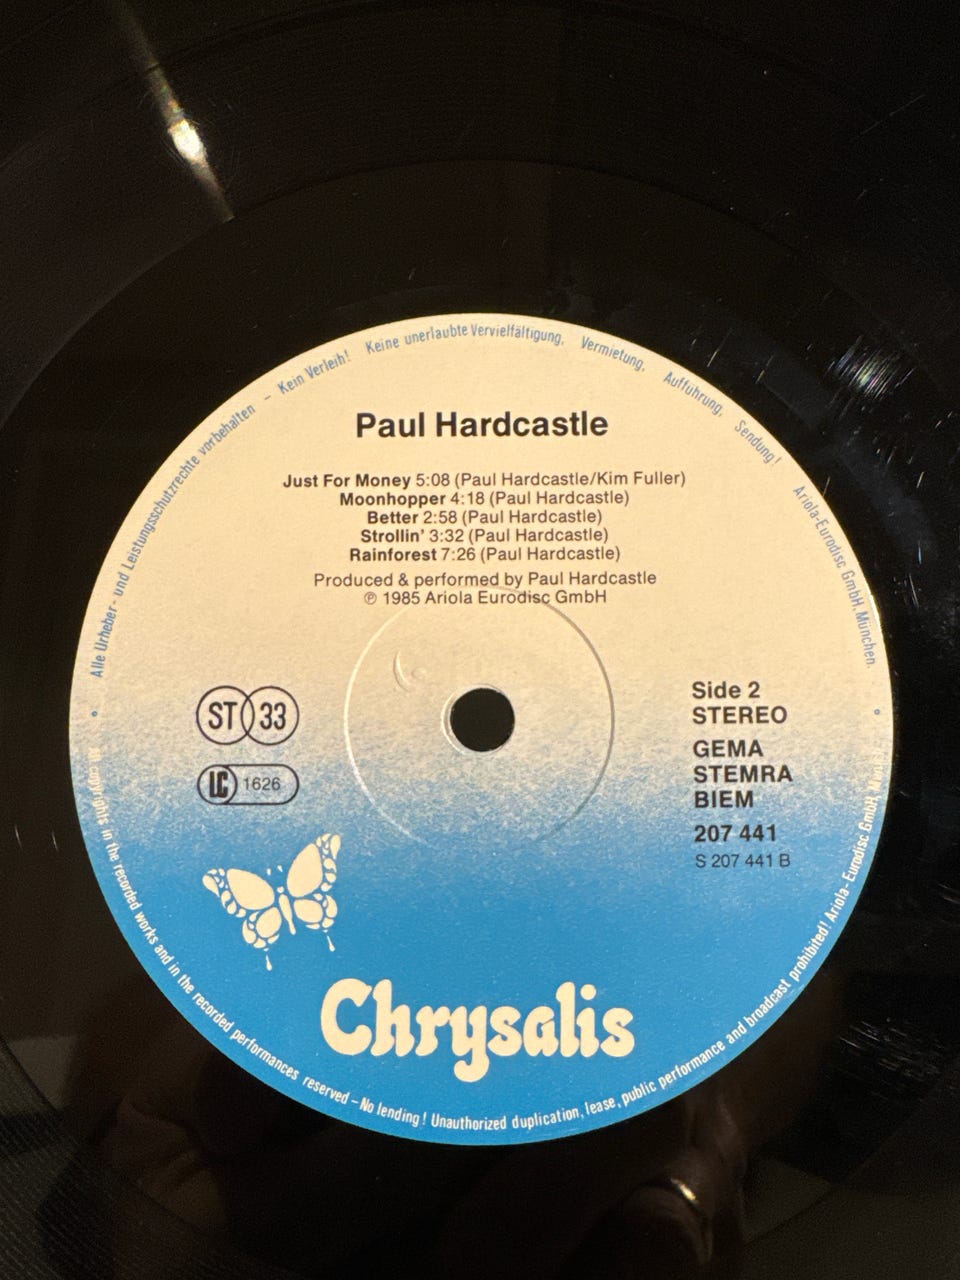 Alle Urheber- und Leistungsschutzrechte vorbehalten – Kein Verleih! Keine unerlaubte Vervielfältigung, Vermietung, Aufführung, Sendung! Ariola-Eurodisc GmbH, München.
Paul Hardcastle
Just For Money 5:08 (Paul Hardcastle/Kim Fuller)
Moonhopper 4:18 (Paul Hardcastle)
Better 2:58 (Paul Hardcastle)
Strollin' 3:32 (Paul Hardcastle)
Rainforest 7:26 (Paul Hardcastle)
Produced & performed by Paul Hardcastle
℗ 1985 Ariola Eurodisc GmbH
ST 33
LC 1626
Side 2
STEREO
GEMA
STEMRA
BIEM
207 441
S 207 441 B
Chrysalis
All copyrights in the recorded works and in the recorded performances reserved – No lending! Unauthorized duplication, lease, public performance and broadcast prohibited! Ariola-Eurodisc GmbH,